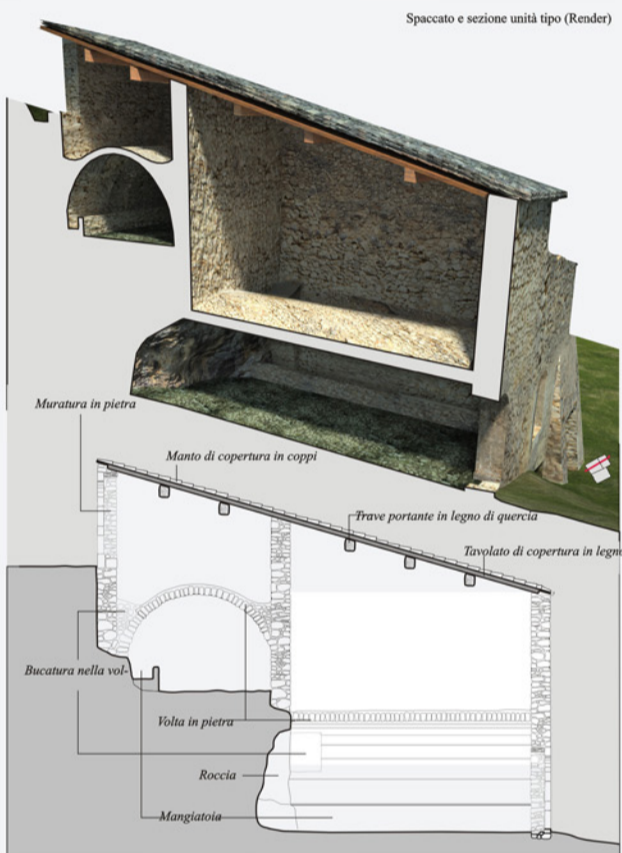 Spaccato e sezione unità tipo (Render)
Muratura in pietra
Manto di copertura in coppi
Trave portante in legno di quercia
Tavolato di copertura in legn
Bucatura nella vol-
Volta in pietra
Roccia
Mangiatoia